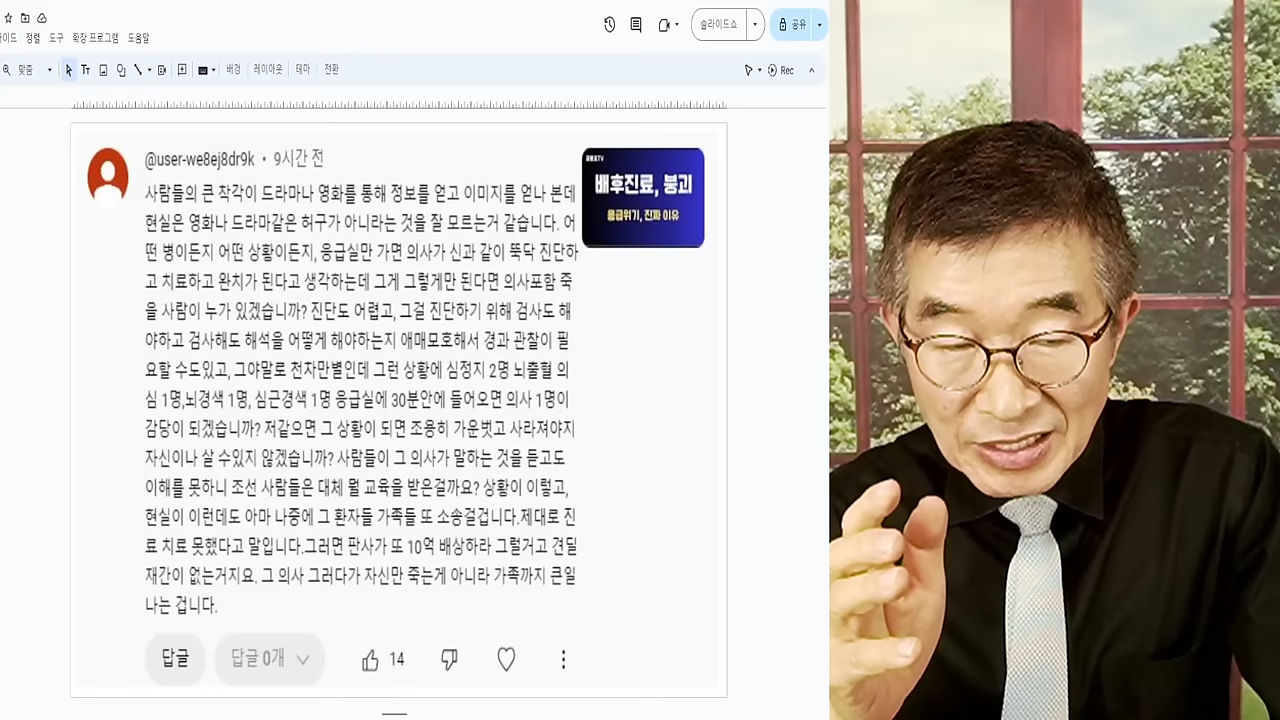 슬라이드쇼
공유
이드 정렬 도구 확장 프로그램 도움말
맞춤
배경 레이아웃 테마 전환
Rec
@user-we8ej8dr9k • 9시간 전
사람들의 큰 착각이 드라마나 영화를 통해 정보를 얻고 이미지를 얻나 본데
현실은 영화나 드라마같은 허구가 아니라는 것을 잘 모르는거 같습니다. 어
떤 병이든지 어떤 상황이든지, 응급실만 가면 의사가 신과 같이 뚝닥 진단하
고 치료하고 완치가 된다고 생각하는데 그게 그렇게만 된다면 의사포함 죽
을 사람이 누가 있겠습니까? 진단도 어렵고, 그걸 진단하기 위해 검사도 해
야하고 검사해도 해석을 어떻게 해야하는지 애매모호해서 경과 관찰이 필
요할 수도있고, 그야말로 천차만별인데 그런 상황에 심정지 2명 뇌출혈 의
심 1명,뇌경색 1명, 심근경색 1명 응급실에 30분안에 들어오면 의사 1명이
감당이 되겠습니까? 저같으면 그 상황이 되면 조용히 가운벗고 사라져야지
자신이나 살 수있지 않겠습니까? 사람들이 그 의사가 말하는 것을 듣고도
이해를 못하니 조선 사람들은 대체 뭘 교육을 받은걸까요? 상황이 이렇고,
현실이 이런데도 아마 나중에 그 환자들 가족들 또 소송걸겁니다.제대로 진
료 치료 못했다고 말입니다.그러면 판사가 또 10억 배상하라 그럴거고 견딜
재간이 없는거지요. 그 의사 그러다가 자신만 죽는게 아니라 가족까지 큰일
나는 겁니다.
배후진료, 붕괴
응급위기, 진짜 이유
답글
답글 0개
14